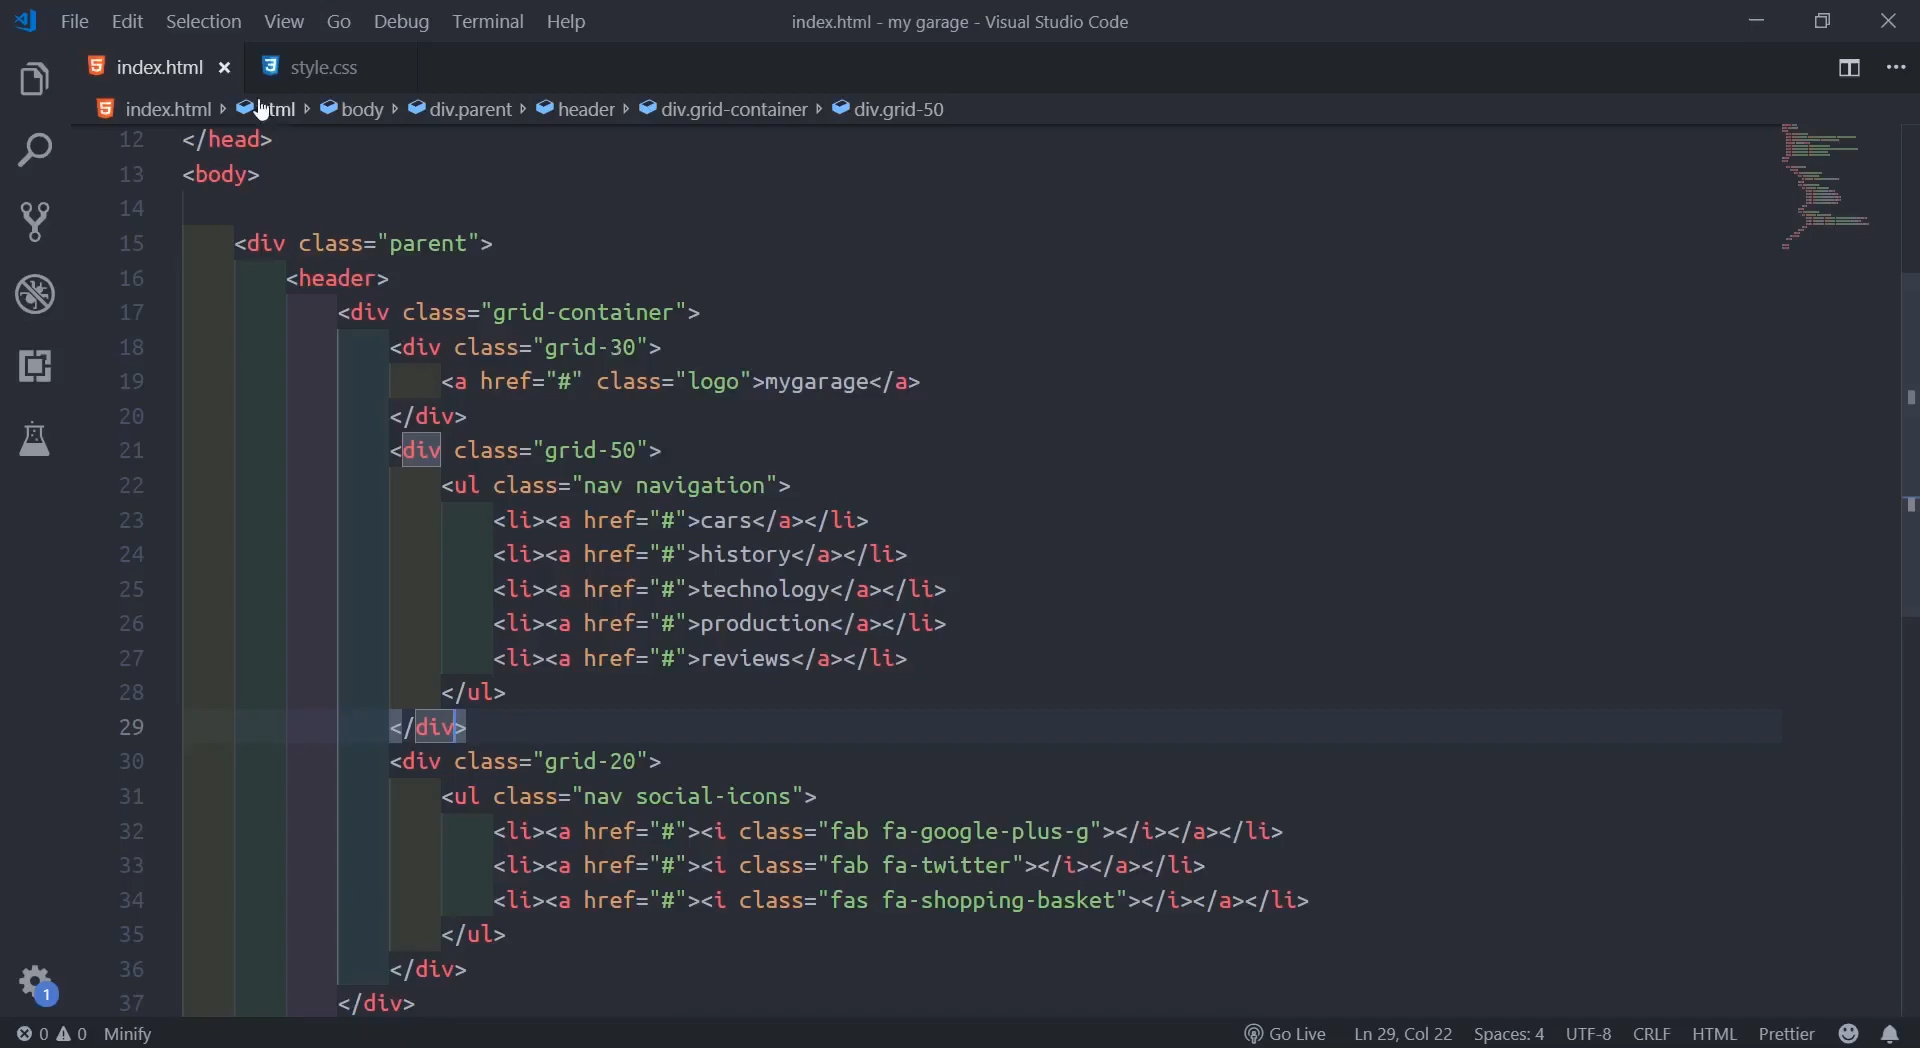 File Edit Selection View Go Debug Terminal Help index.html - my garage - Visual Studio Code
index.html × style.css
index.html › html › body › div.parent › header › div.grid-container › div.grid-50
12 </head>
13 <body>
14
15 <div class="parent">
16 <header>
17 <div class="grid-container">
18 <div class="grid-30">
19 <a href="#" class="logo">mygarage</a>
20 </div>
21 <div class="grid-50">
22 <ul class="nav navigation">
23 <li><a href="#">cars</a></li>
24 <li><a href="#">history</a></li>
25 <li><a href="#">technology</a></li>
26 <li><a href="#">production</a></li>
27 <li><a href="#">reviews</a></li>
28 </ul>
29 </div>
30 <div class="grid-20">
31 <ul class="nav social-icons">
32 <li><a href="#"><i class="fab fa-google-plus-g"></i></a></li>
33 <li><a href="#"><i class="fab fa-twitter"></i></a></li>
34 <li><a href="#"><i class="fas fa-shopping-basket"></i></a></li>
35 </ul>
36 </div>
37 </div>
1
0 0 Minify Go Live Ln 29, Col 22 Spaces: 4 UTF-8 CRLF HTML Prettier